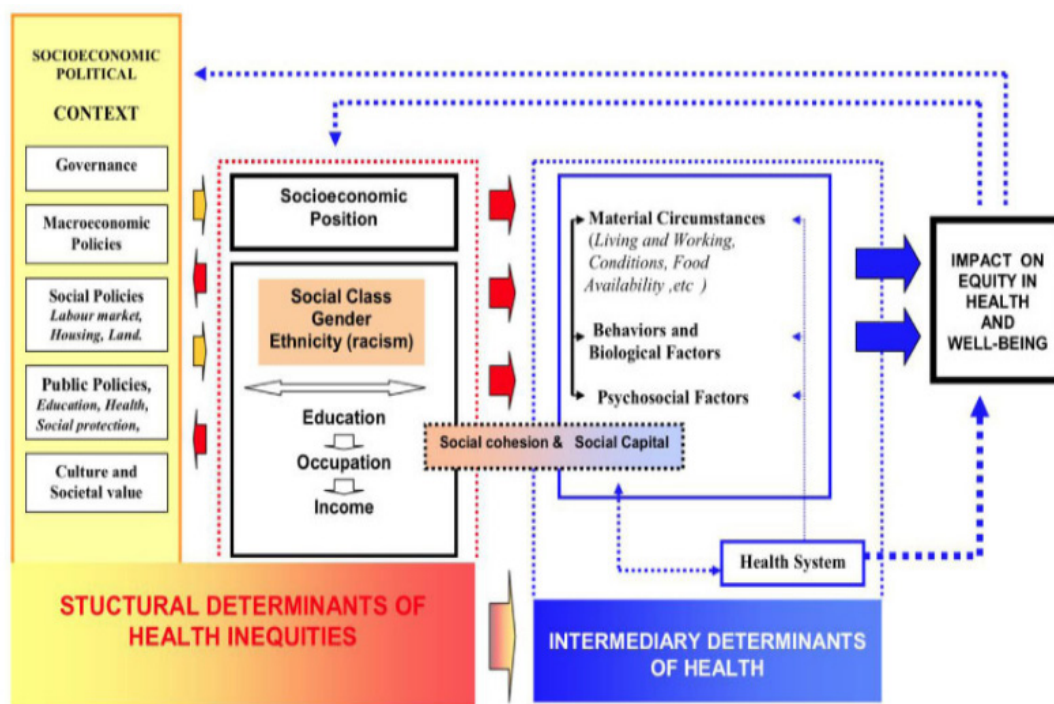 SOCIOECONOMIC
POLITICAL
CONTEXT
Governance
Macroeconomic
Policies
Social Policies
Labour market,
Housing, Land.
Public Policies,
Education, Health,
Social protection,
Culture and
Societal value
Socioeconomic
Position
Social Class
Gender
Ethnicity (racism)
Education
Occupation
Income
Social cohesion & Social Capital
Material Circumstances
(Living and Working,
Conditions, Food
Availability ,etc )
Behaviors and
Biological Factors
Psychosocial Factors
Health System
IMPACT ON
EQUITY IN
HEALTH
AND
WELL-BEING
STUCTURAL DETERMINANTS OF
HEALTH INEQUITIES
INTERMEDIARY DETERMINANTS
OF HEALTH